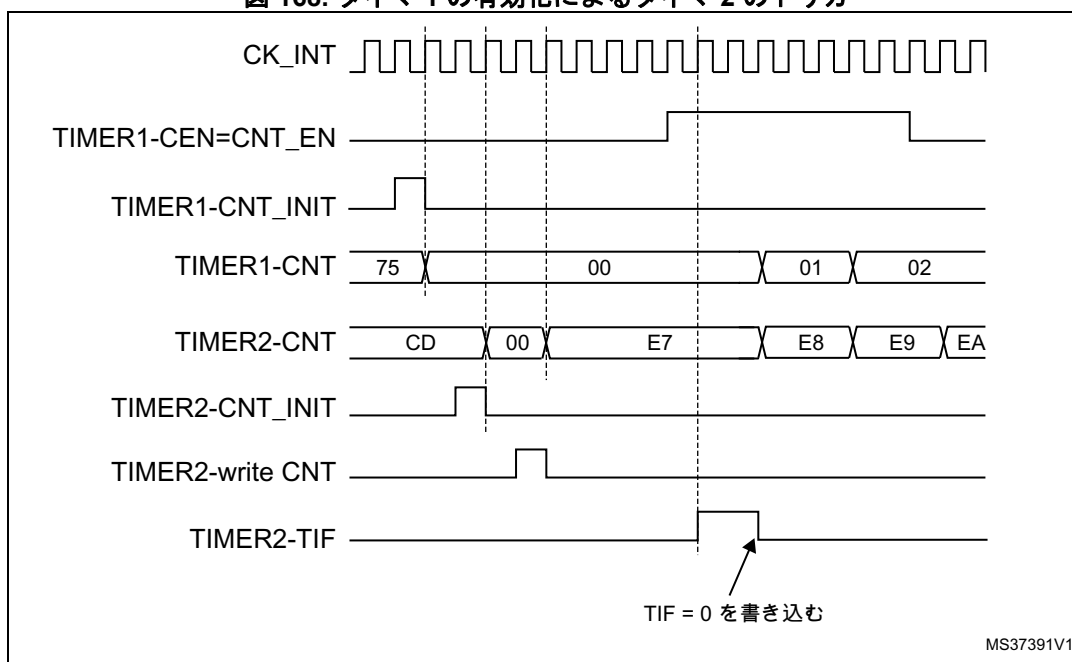 CK_INT
TIMER1-CEN=CNT_EN
TIMER1-CNT_INIT
TIMER1-CNT 75 00 01 02
TIMER2-CNT CD 00 E7 E8 E9 EA
TIMER2-CNT_INIT
TIMER2-write CNT
TIMER2-TIF
TIF = 0 を書き込む
MS37391V1